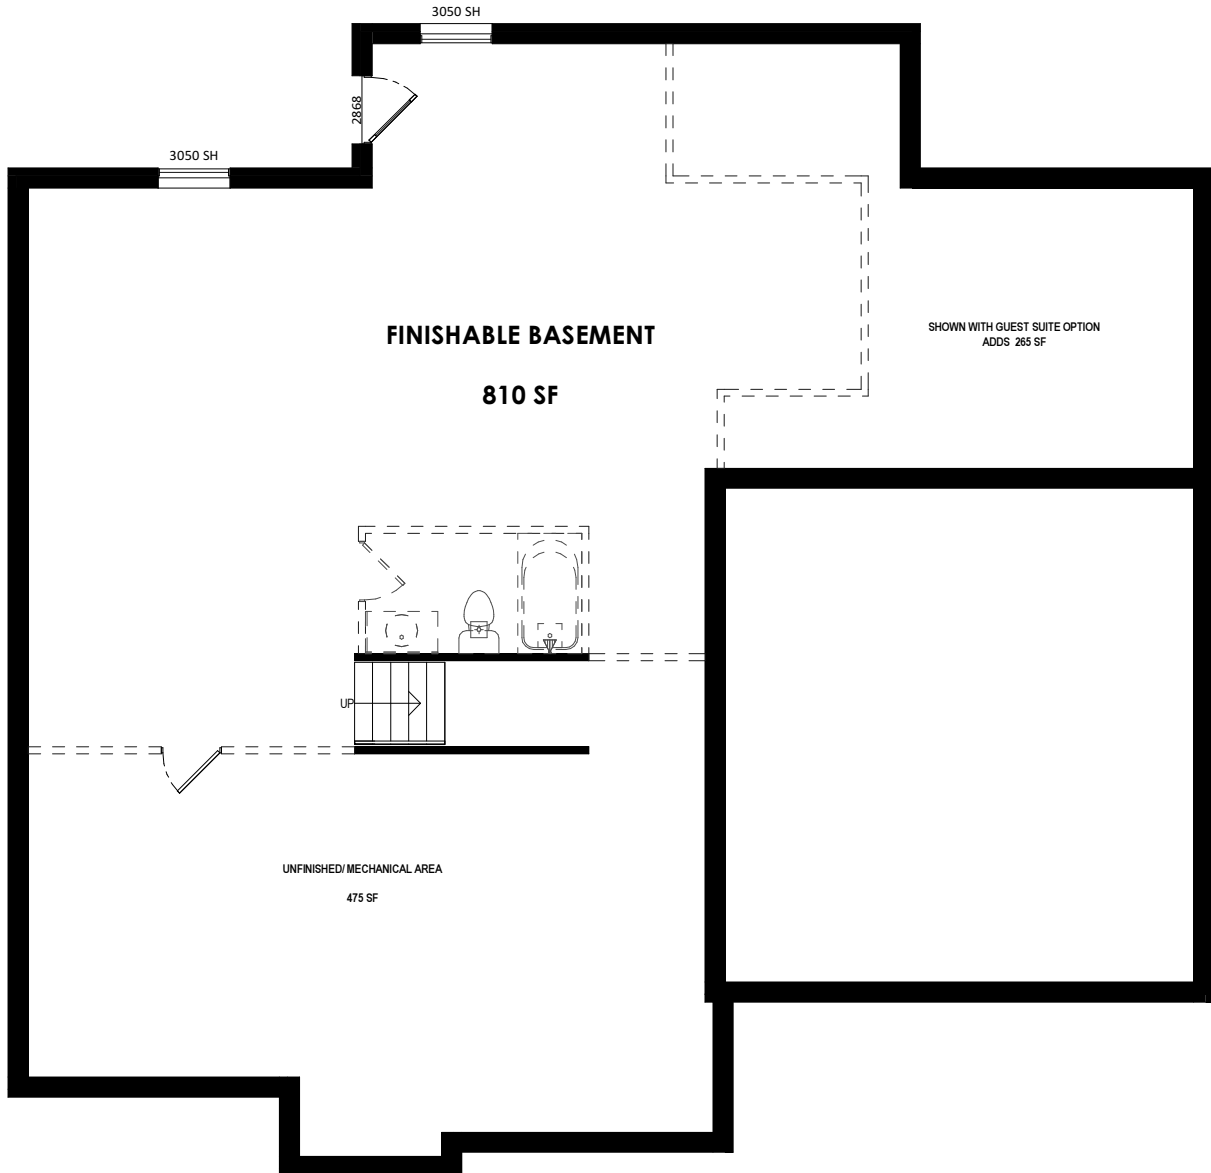 3050 SH
2868
3050 SH
FINISHABLE BASEMENT
810 SF
SHOWN WITH GUEST SUITE OPTION
ADDS 265 SF
UP
UNFINISHED/ MECHANICAL AREA
475 SF